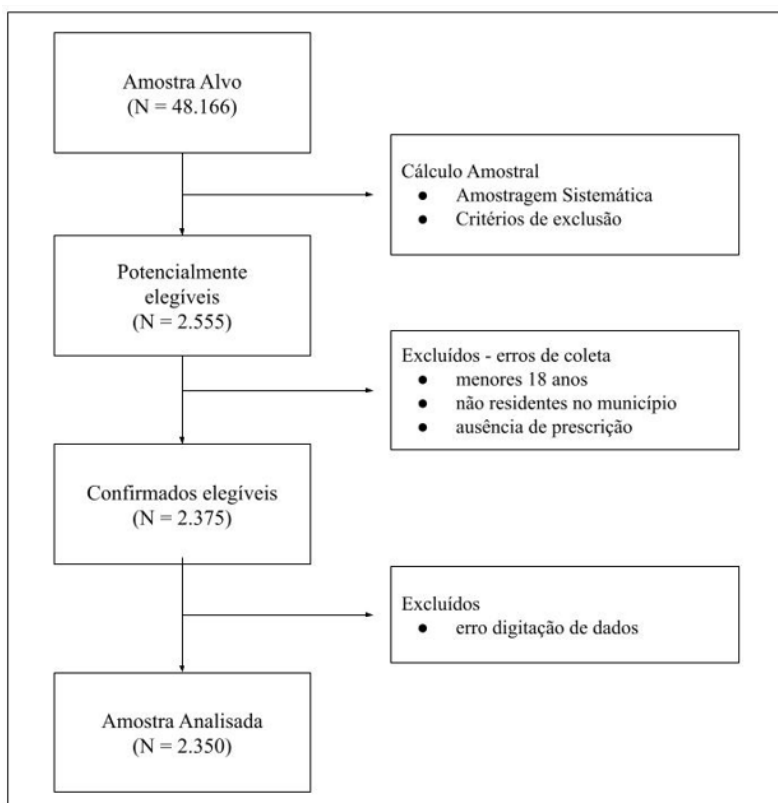 Amostra Alvo
(N = 48.166)
Cálculo Amostral
● Amostragem Sistemática
● Critérios de exclusão
Potencialmente
elegíveis
(N = 2.555)
Excluídos - erros de coleta
● menores 18 anos
● não residentes no município
● ausência de prescrição
Confirmados elegíveis
(N = 2.375)
Excluídos
● erro digitação de dados
Amostra Analisada
(N = 2.350)